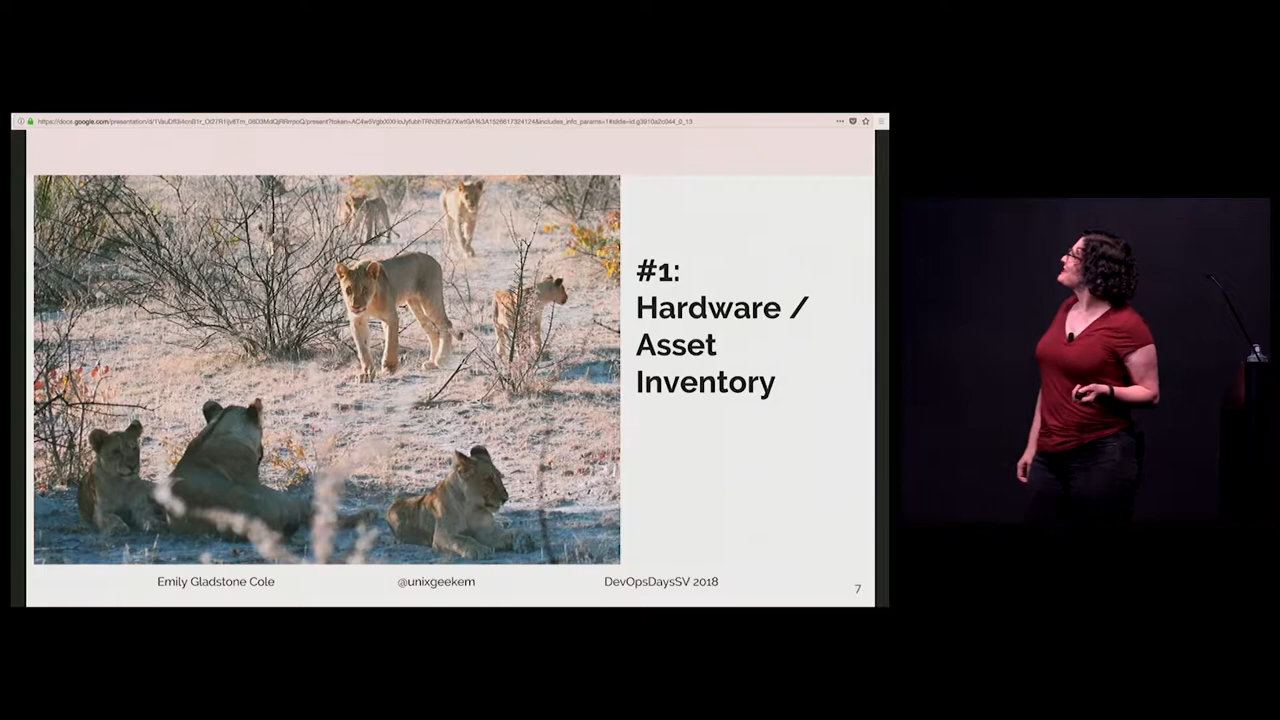 #1:
Hardware /
Asset
Inventory
Emily Gladstone Cole
@unixgeekem
DevOpsDaysSV 2018
7